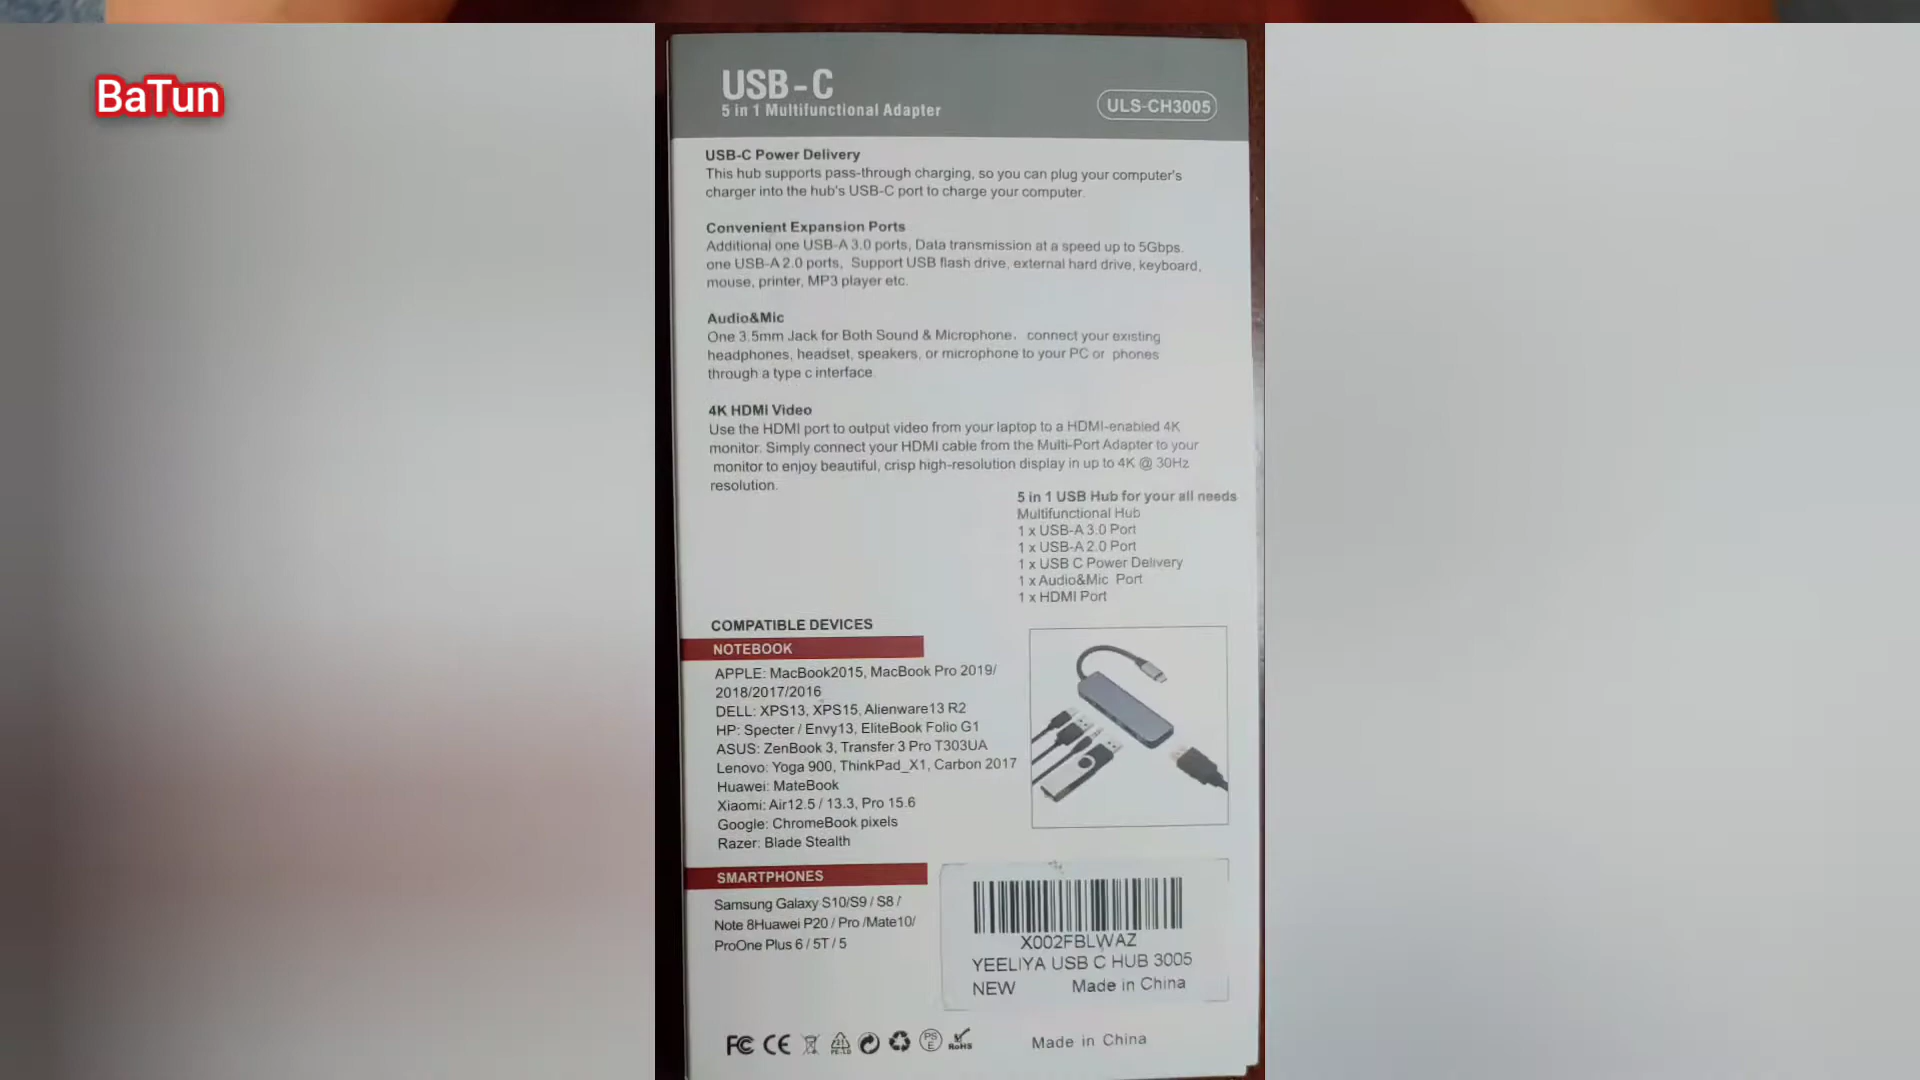 BaTun
USB-C
5 in 1 Multifunctional Adapter
ULS-CH3005
USB-C Power Delivery
This hub supports pass-through charging, so you can plug your computer's
charger into the hub's USB-C port to charge your computer.
Convenient Expansion Ports
Additional one USB-A 3.0 ports, Data transmission at a speed up to 5Gbps.
one USB-A 2.0 ports, Support USB flash drive, external hard drive, keyboard,
mouse, printer, MP3 player etc.
Audio&Mic
One 3.5mm Jack for Both Sound & Microphone, connect your existing
headphones, headset, speakers, or microphone to your PC or phones
through a type c interface.
4K HDMI Video
Use the HDMI port to output video from your laptop to a HDMI-enabled 4K
monitor. Simply connect your HDMI cable from the Multi-Port Adapter to your
monitor to enjoy beautiful, crisp high-resolution display in up to 4K @ 30Hz
resolution.
5 in 1 USB Hub for your all needs
Multifunctional Hub
1 x USB-A 3.0 Port
1 x USB-A 2.0 Port
1 x USB C Power Delivery
1 x Audio&Mic Port
1 x HDMI Port
COMPATIBLE DEVICES
NOTEBOOK
APPLE: MacBook2015, MacBook Pro 2019/
2018/2017/2016
DELL: XPS13, XPS15, Alienware13 R2
HP: Specter / Envy13, EliteBook Folio G1
ASUS: ZenBook 3, Transfer 3 Pro T303UA
Lenovo: Yoga 900, ThinkPad_X1, Carbon 2017
Huawei: MateBook
Xiaomi: Air12.5 / 13.3, Pro 15.6
Google: ChromeBook pixels
Razer: Blade Stealth
SMARTPHONES
Samsung Galaxy S10/S9 / S8 /
Note 8Huawei P20 / Pro /Mate10/
ProOne Plus 6 / 5T / 5
X002FBLWAZ
YEELIYA USB C HUB 3005
NEW Made in China
FC CE PS E RoHS
Made in China